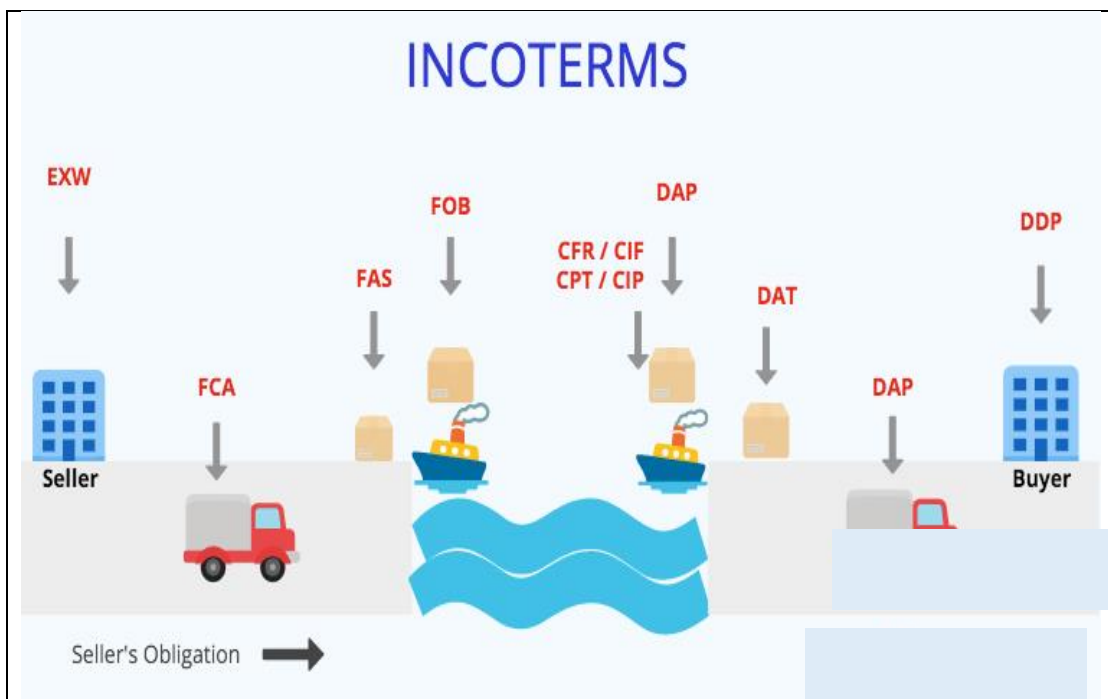 INCOTERMS
EXW
FOB
DAP
DDP
CFR / CIF
CPT / CIP
FAS
DAT
FCA
DAP
Seller
Buyer
Seller's Obligation